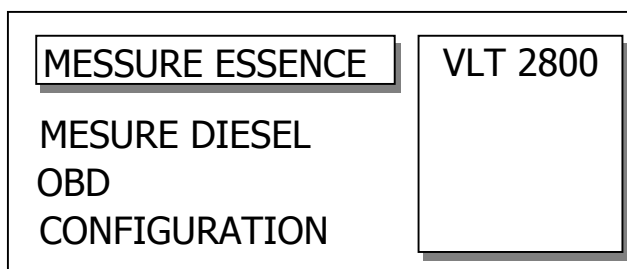 MESSURE ESSENCE
MESURE DIESEL
OBD
CONFIGURATION
VLT 2800